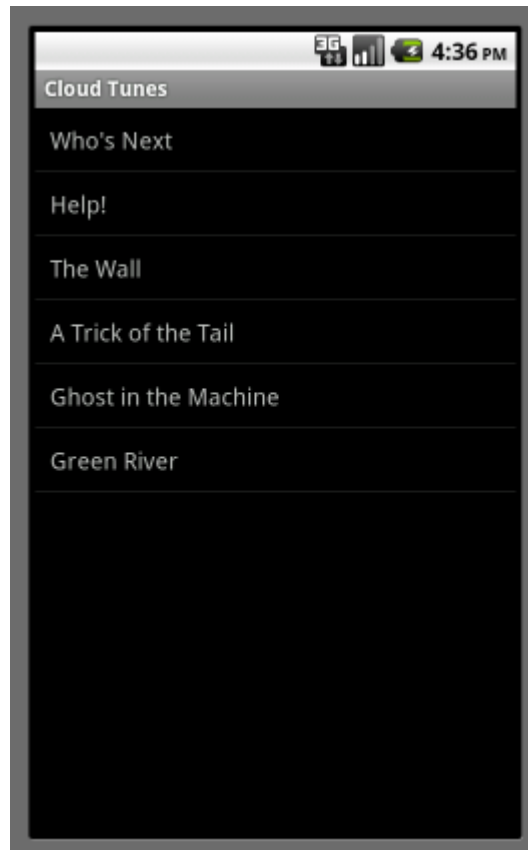 3G 4:36 PM
Cloud Tunes
Who's Next
Help!
The Wall
A Trick of the Tail
Ghost in the Machine
Green River